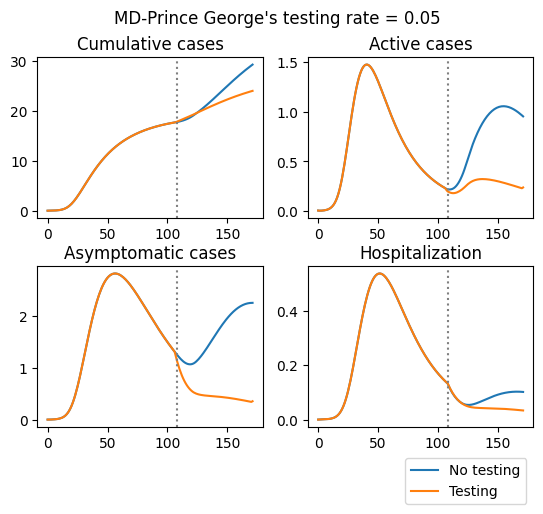 MD-Prince George's testing rate = 0.05
Cumulative cases
30
20
10
0
0 50 100 150
Active cases
1.5
1.0
0.5
0.0
0 50 100 150
Asymptomatic cases
2
1
0
0 50 100 150
Hospitalization
0.4
0.2
0.0
0 50 100 150
No testing
Testing